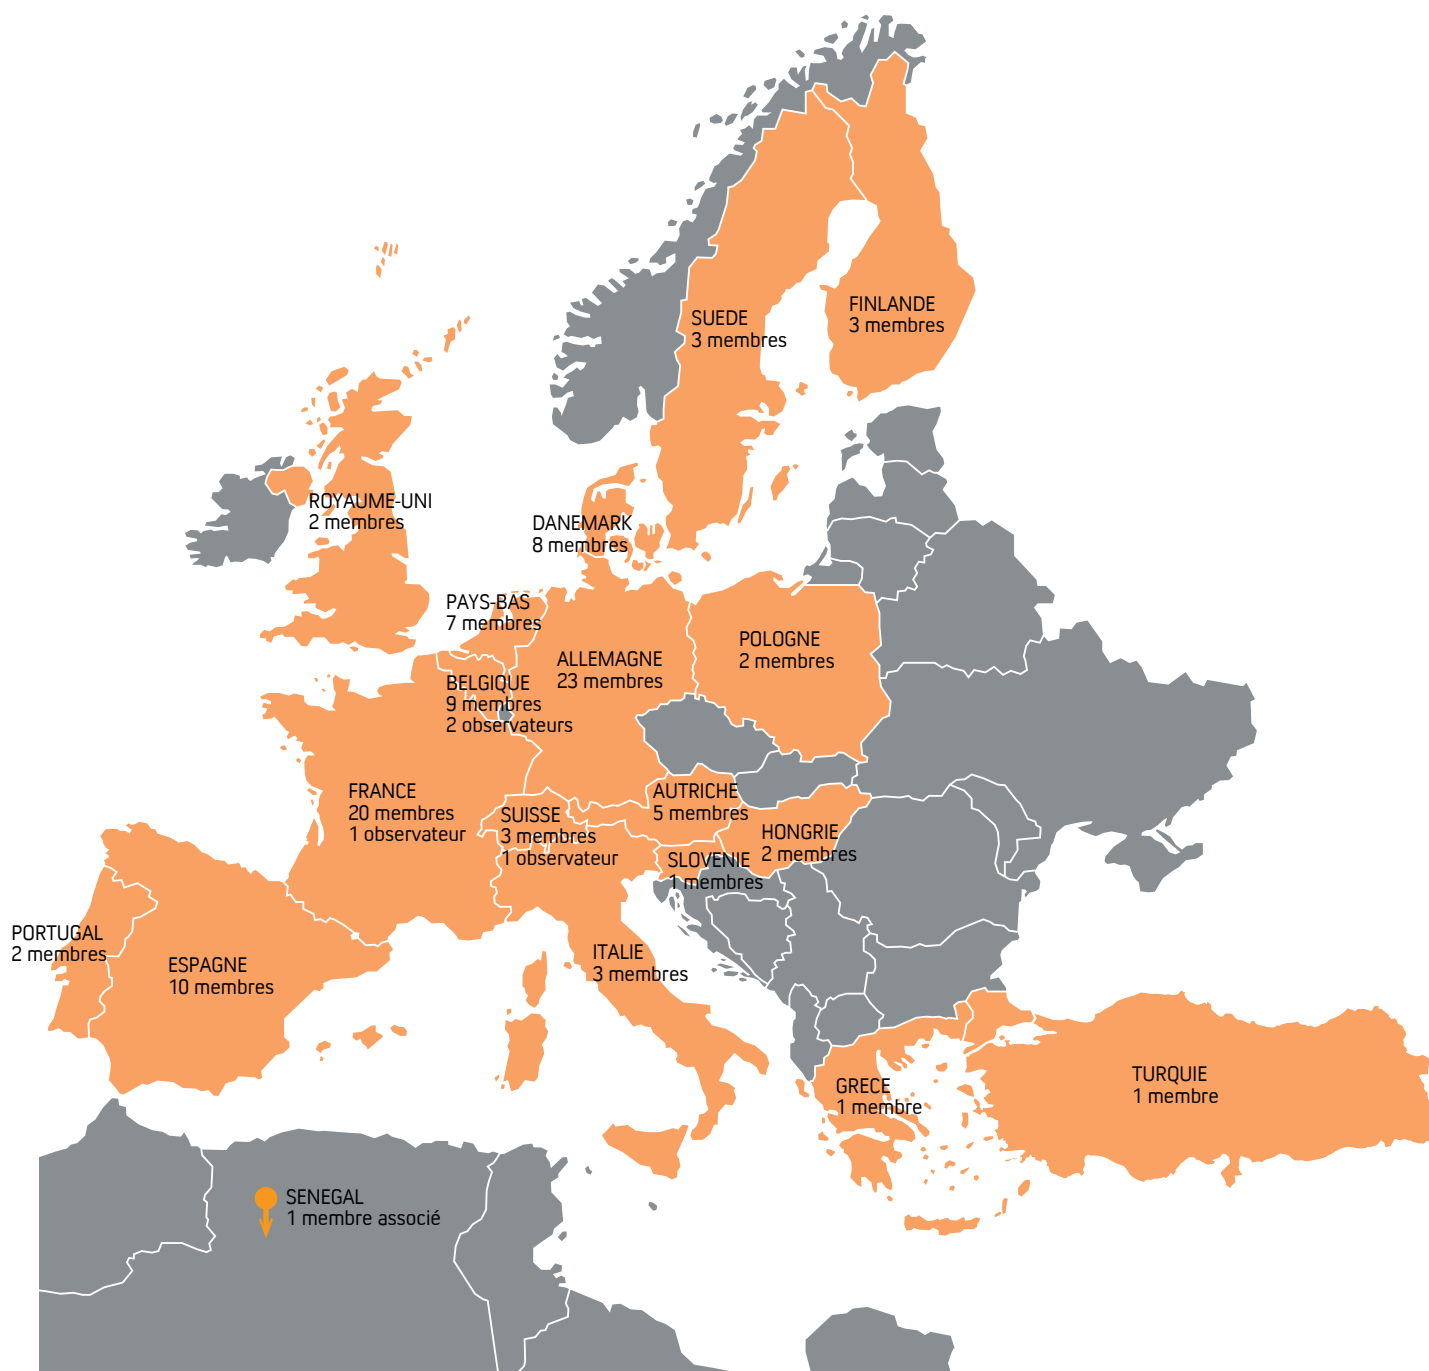 SUEDE
3 membres
FINLANDE
3 membres
ROYAUME-UNI
2 membres
DANEMARK
8 membres
PAYS-BAS
7 membres
POLOGNE
2 membres
ALLEMAGNE
23 membres
BELGIQUE
9 membres
2 observateurs
FRANCE
20 membres
1 observateur
SUISSE
3 membres
1 observateur
AUTRICHE
5 membres
HONGRIE
2 membres
SLOVENIE
1 membres
PORTUGAL
2 membres
ESPAGNE
10 membres
ITALIE
3 membres
GRECE
1 membre
TURQUIE
1 membre
SENEGAL
1 membre associé